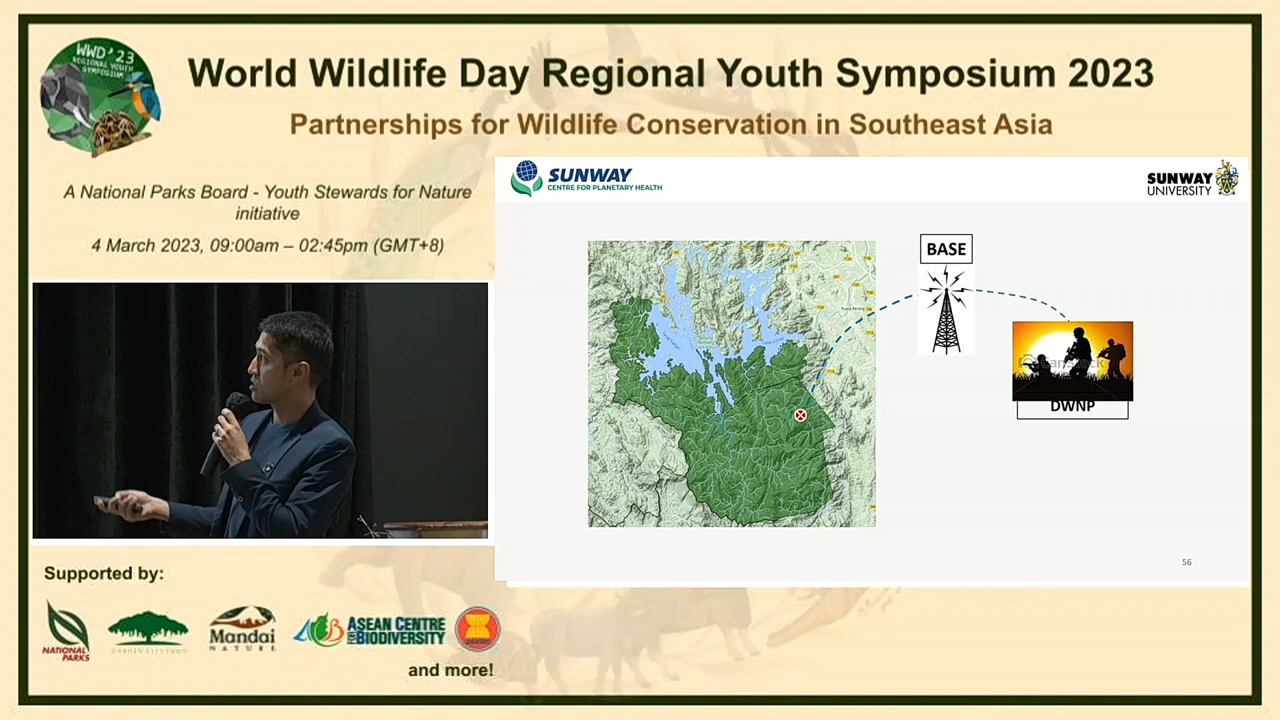 WWD '23
REGIONAL YOUTH
SYMPOSIUM
World Wildlife Day Regional Youth Symposium 2023
Partnerships for Wildlife Conservation in Southeast Asia
A National Parks Board - Youth Stewards for Nature
initiative
4 March 2023, 09:00am – 02:45pm (GMT+8)
SUNWAY
CENTRE FOR PLANETARY HEALTH
SUNWAY
UNIVERSITY
BASE
DWNP
56
Supported by:
NATIONAL
PARKS
Mandai
NATURE
ASEAN CENTRE
FOR BIODIVERSITY
and more!